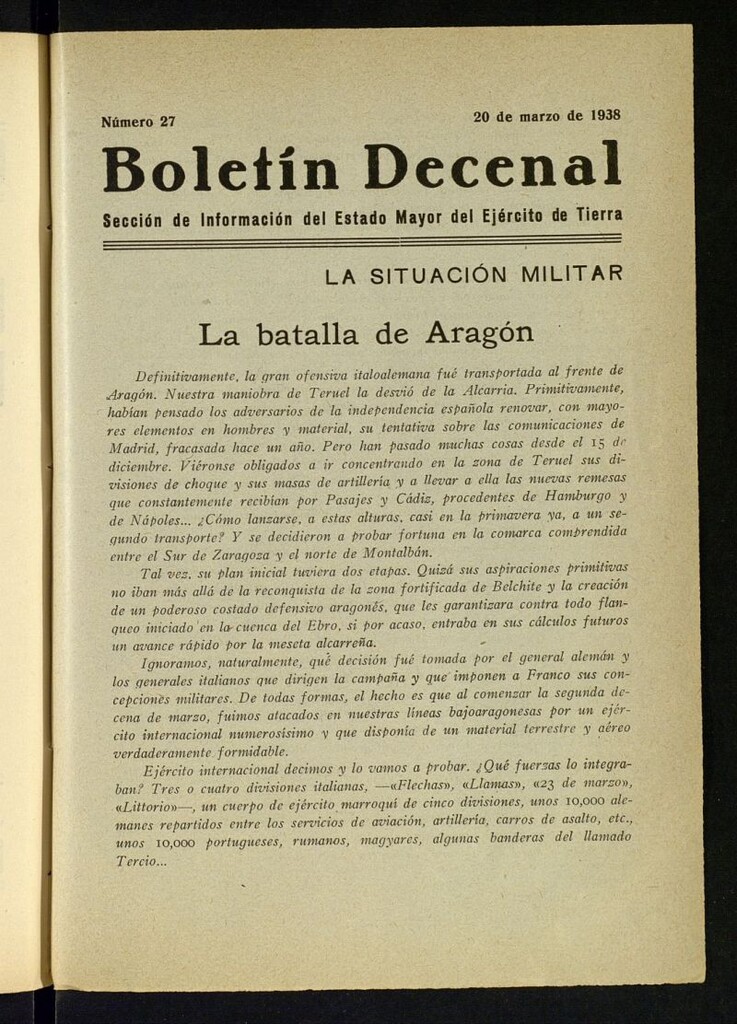 Número 27
20 de marzo de 1938
Boletín Decenal
Sección de Información del Estado Mayor del Ejército de Tierra
LA SITUACIÓN MILITAR
La batalla de Aragón
Definitivamente, la gran ofensiva italoalemana fué transportada al frente de
Aragón. Nuestra maniobra de Teruel la desvió de la Alcarria. Primitivamente,
habían pensado los adversarios de la independencia española renovar, con mayo-
res elementos en hombres y material, su tentativa sobre las comunicaciones de
Madrid, fracasada hace un año. Pero han pasado muchas cosas desde el 15 de
diciembre. Viéronse obligados a ir concentrando en la zona de Teruel sus di-
visiones de choque y sus masas de artillería y a llevar a ella las nuevas remesas
que constantemente recibían por Pasajes y Cádiz, procedentes de Hamburgo y
de Nápoles... ¿Cómo lanzarse, a estas alturas, casi en la primavera ya, a un se-
gundo transporte? Y se decidieron a probar fortuna en la comarca comprendida
entre el Sur de Zaragoza y el norte de Montalbán.
Tal vez, su plan inicial tuviera dos etapas. Quizá sus aspiraciones primitivas
no iban más allá de la reconquista de la zona fortificada de Belchite y la creación
de un poderoso costado defensivo aragonés, que les garantizara contra todo flan-
queo iniciado en la cuenca del Ebro, si por acaso, entraba en sus cálculos futuros
un avance rápido por la meseta alcarreña.
Ignoramos, naturalmente, qué decisión fué tomada por el general alemán y
los generales italianos que dirigen la campaña y que imponen a Franco sus con-
cepciones militares. De todas formas, el hecho es que al comenzar la segunda de-
cena de marzo, fuimos atacados en nuestras líneas bajoaragonesas por un ejér-
cito internacional numerosísimo y que disponía de un material terrestre y aéreo
verdaderamente formidable.
Ejército internacional decimos y lo vamos a probar. ¿Qué fuerzas lo integra-
ban? Tres o cuatro divisiones italianas, —«Flechas», «Llamas», «23 de marzo»,
«Littorio»—, un cuerpo de ejército marroquí de cinco divisiones, unos 10,000 ale-
manes repartidos entre los servicios de aviación, artillería, carros de asalto, etc.,
unos 10,000 portugueses, rumanos, magyares, algunas banderas del llamado
Tercio...